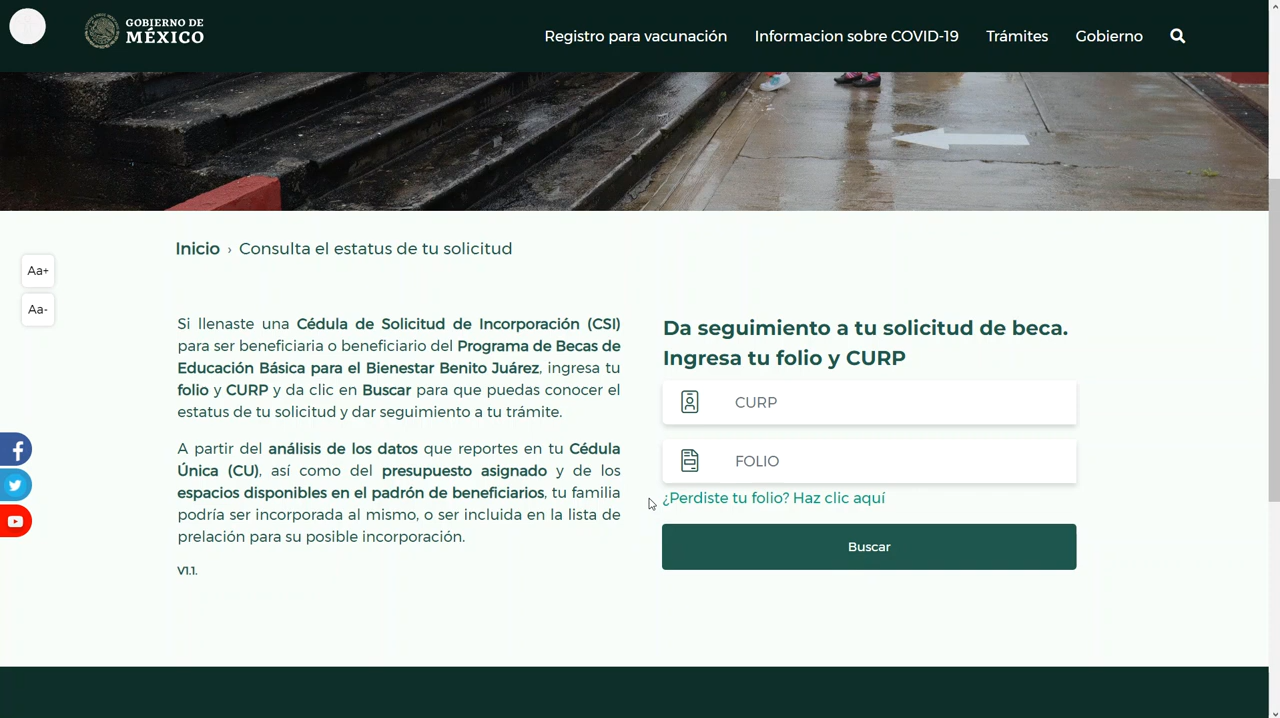 GOBIERNO DE
MÉXICO
Registro para vacunación
Informacion sobre COVID-19
Trámites
Gobierno
Inicio › Consulta el estatus de tu solicitud
Aa+
Aa-
Si llenaste una Cédula de Solicitud de Incorporación (CSI)
para ser beneficiaria o beneficiario del Programa de Becas de
Educación Básica para el Bienestar Benito Juárez, ingresa tu
folio y CURP y da clic en Buscar para que puedas conocer el
estatus de tu solicitud y dar seguimiento a tu trámite.
A partir del análisis de los datos que reportes en tu Cédula
Única (CU), así como del presupuesto asignado y de los
espacios disponibles en el padrón de beneficiarios, tu familia
podría ser incorporada al mismo, o ser incluida en la lista de
prelación para su posible incorporación.
V1.1.
Da seguimiento a tu solicitud de beca.
Ingresa tu folio y CURP
CURP
FOLIO
¿Perdiste tu folio? Haz clic aquí
Buscar